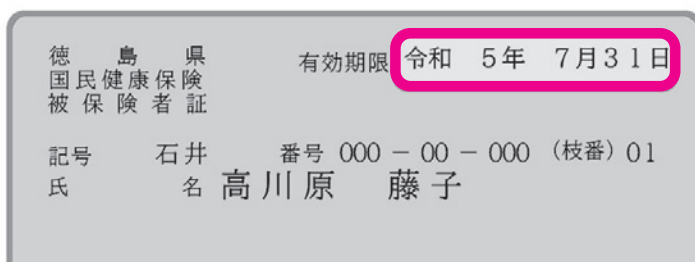 徳島県 有効期限 令和 5年 7月31日
国民健康保険
被保険者証
記号 石井 番号 000 － 00 － 000 （枝番）01
氏名 高川原 藤子